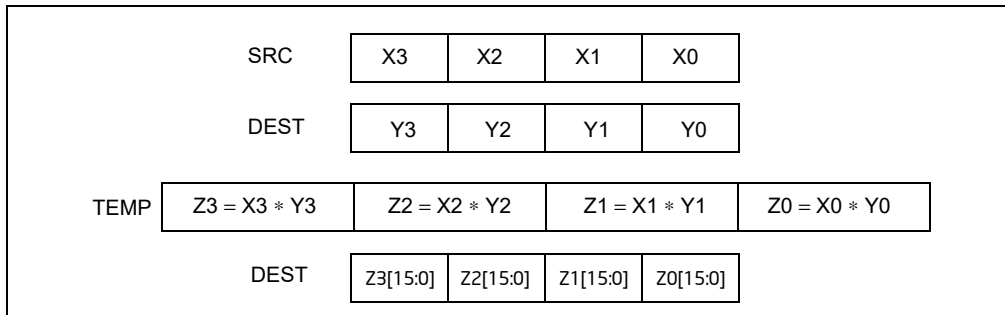 SRC X3 X2 X1 X0
DEST Y3 Y2 Y1 Y0
TEMP Z3 = X3 ∗ Y3 Z2 = X2 ∗ Y2 Z1 = X1 ∗ Y1 Z0 = X0 ∗ Y0
DEST Z3[15:0] Z2[15:0] Z1[15:0] Z0[15:0]